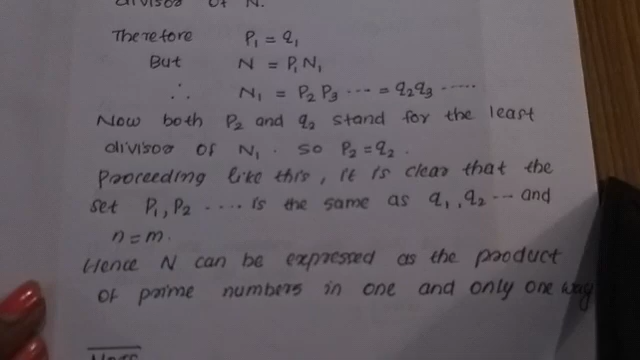 divisor of N.
Therefore P₁ = q₁
But N = P₁N₁
∴ N₁ = P₂P₃ ---- = q₂q₃ -----
Now both P₂ and q₂ stand for the least
divisor of N₁. So P₂=q₂.
Proceeding like this, it is clear that the
set P₁,P₂ ----- is the same as q₁,q₂ --- and
n=m.
Hence N can be expressed as the product
of prime numbers in one and only one way